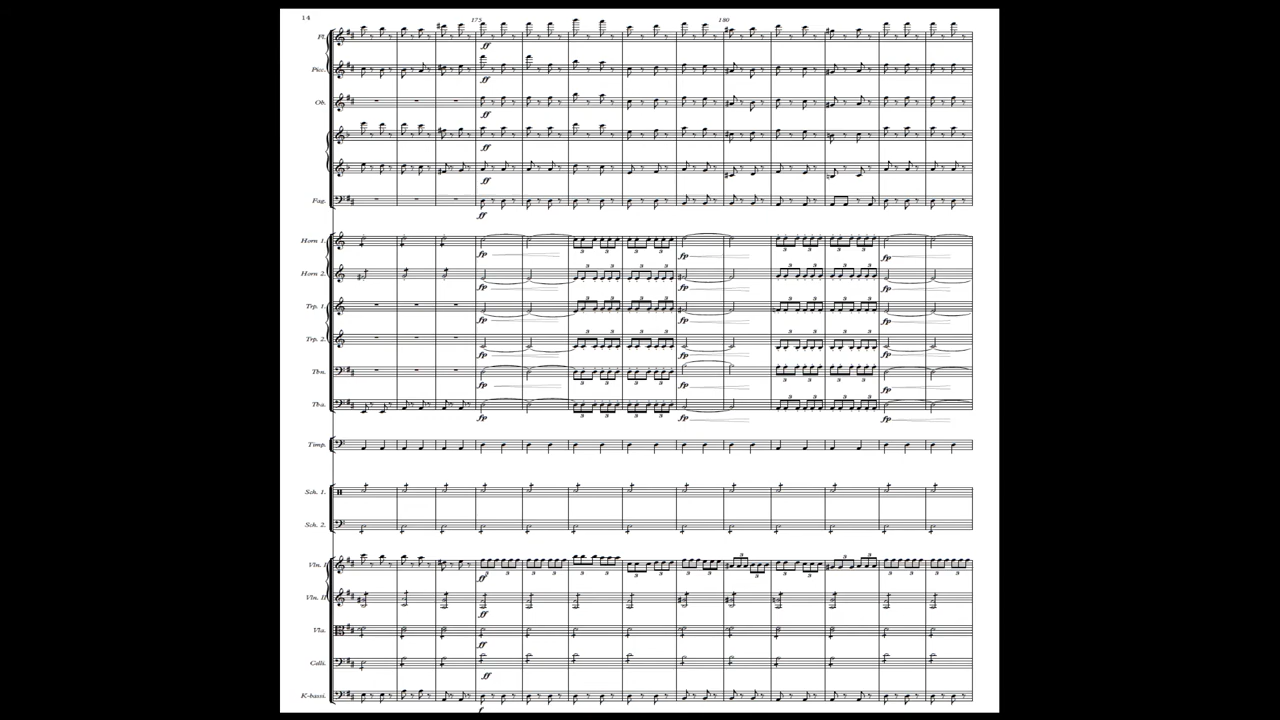 14
175
180
Fl.
Picc.
Ob.
Fag.
Horn 1.
Horn 2.
Trp. 1.
Trp. 2.
Tbn.
Tba.
Timp.
Sch. 1.
Sch. 2.
Vln. I
Vln. II
Vla.
Celli.
K-bassi.